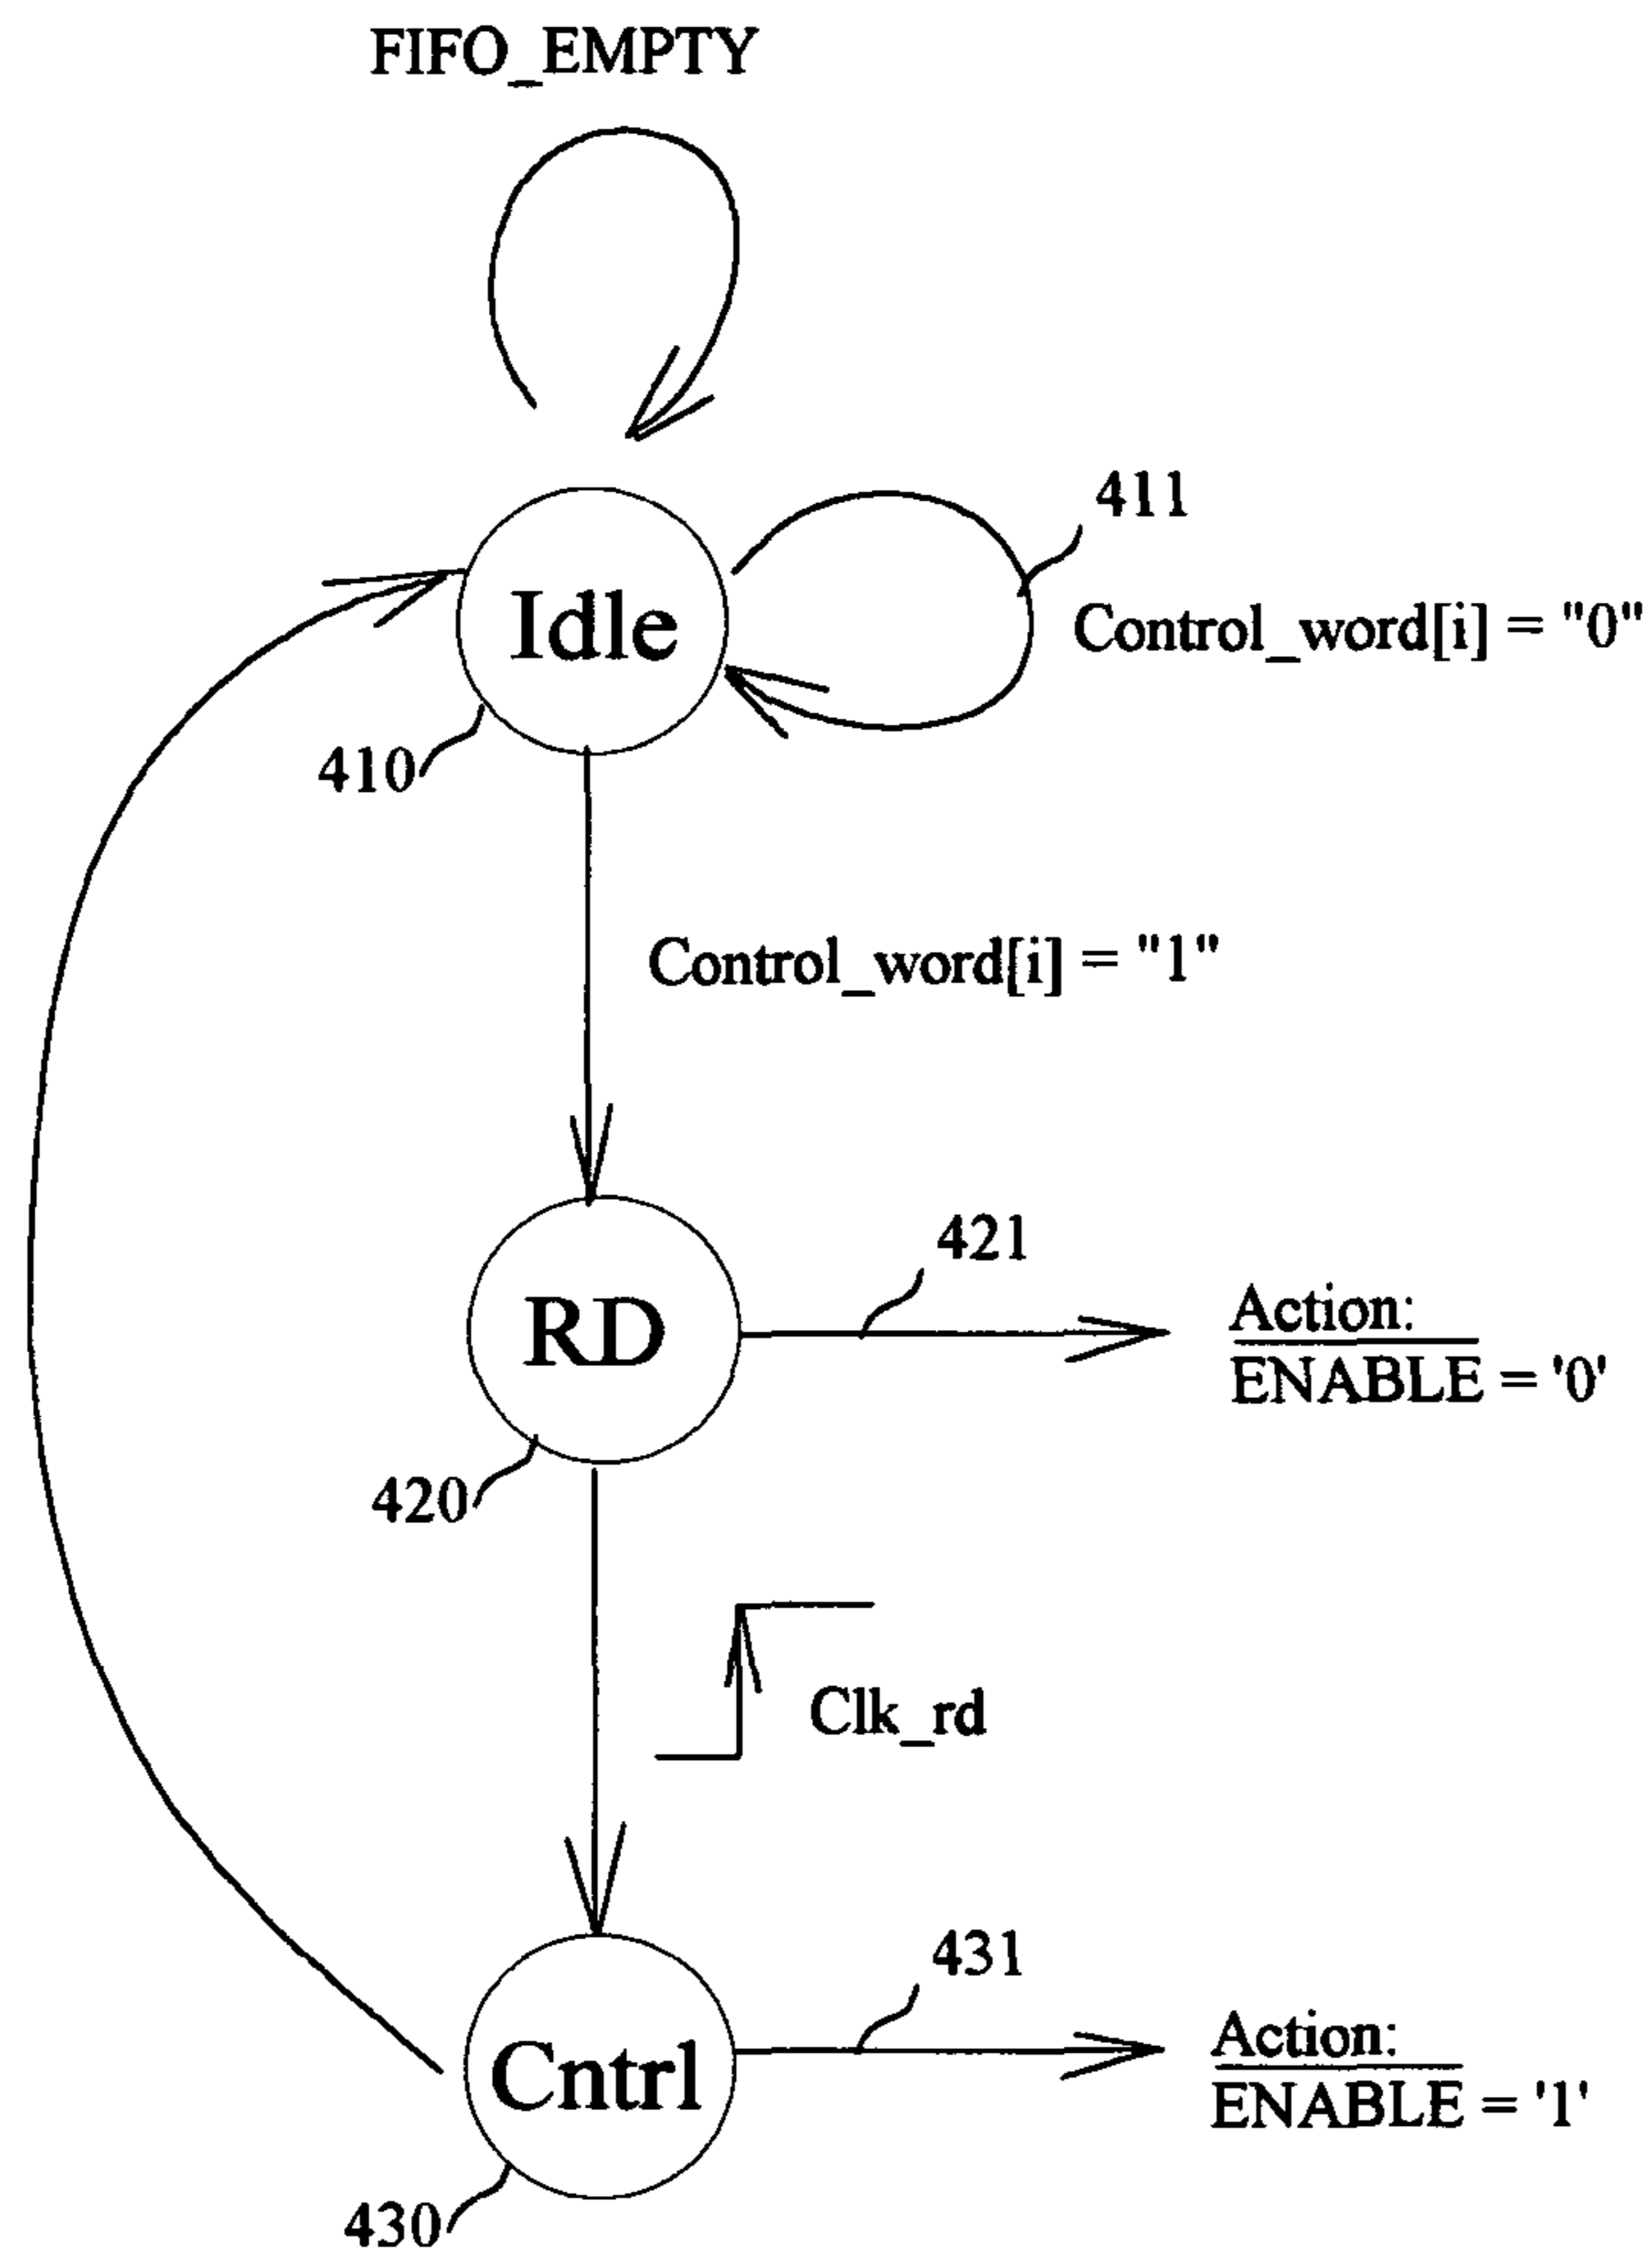 FIFO_EMPTY
411
Idle
Control_word[i] = "0"
410
Control_word[i] = "1"
421
Action:
RD
ENABLE = '0'
420
Clk_rd
431
Action:
Cntrl
ENABLE = '1'
430